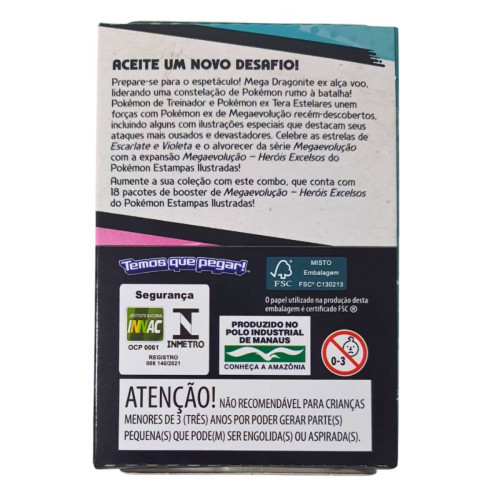 ACEITE UM NOVO DESAFIO!
Prepare-se para o espetáculo! Mega Dragonite ex alça voo,
liderando uma constelação de Pokémon rumo à batalha!
Pokémon de Treinador e Pokémon ex Tera Estelares unem
forças com Pokémon ex de Megaevolução recém-descobertos,
incluindo alguns com ilustrações especiais que destacam seus
ataques mais ousados e devastadores. Celebre as estrelas de
Escarlate e Violeta e o alvorecer da série Megaevolução
com a expansão Megaevolução – Heróis Excelsos do
Pokémon Estampas Ilustradas!
Aumente a sua coleção com este combo, que conta com
18 pacotes de booster de Megaevolução – Heróis Excelsos
do Pokémon Estampas Ilustradas!
Temos que pegar!
MISTO
Embalagem
FSC
FSC® C130213
O papel utilizado na produção desta
embalagem é certificado FSC ®
Segurança
INSTITUTO NACIONAL
INNAC
OCP 0061
INMETRO
REGISTRO
008 140/2021
PRODUZIDO NO
POLO INDUSTRIAL
DE MANAUS
CONHEÇA A AMAZÔNIA
0-3
ATENÇÃO! NÃO RECOMENDÁVEL PARA CRIANÇAS
MENORES DE 3 (TRÊS) ANOS POR PODER GERAR PARTE(S)
PEQUENA(S) QUE PODE(M) SER ENGOLIDA(S) OU ASPIRADA(S).